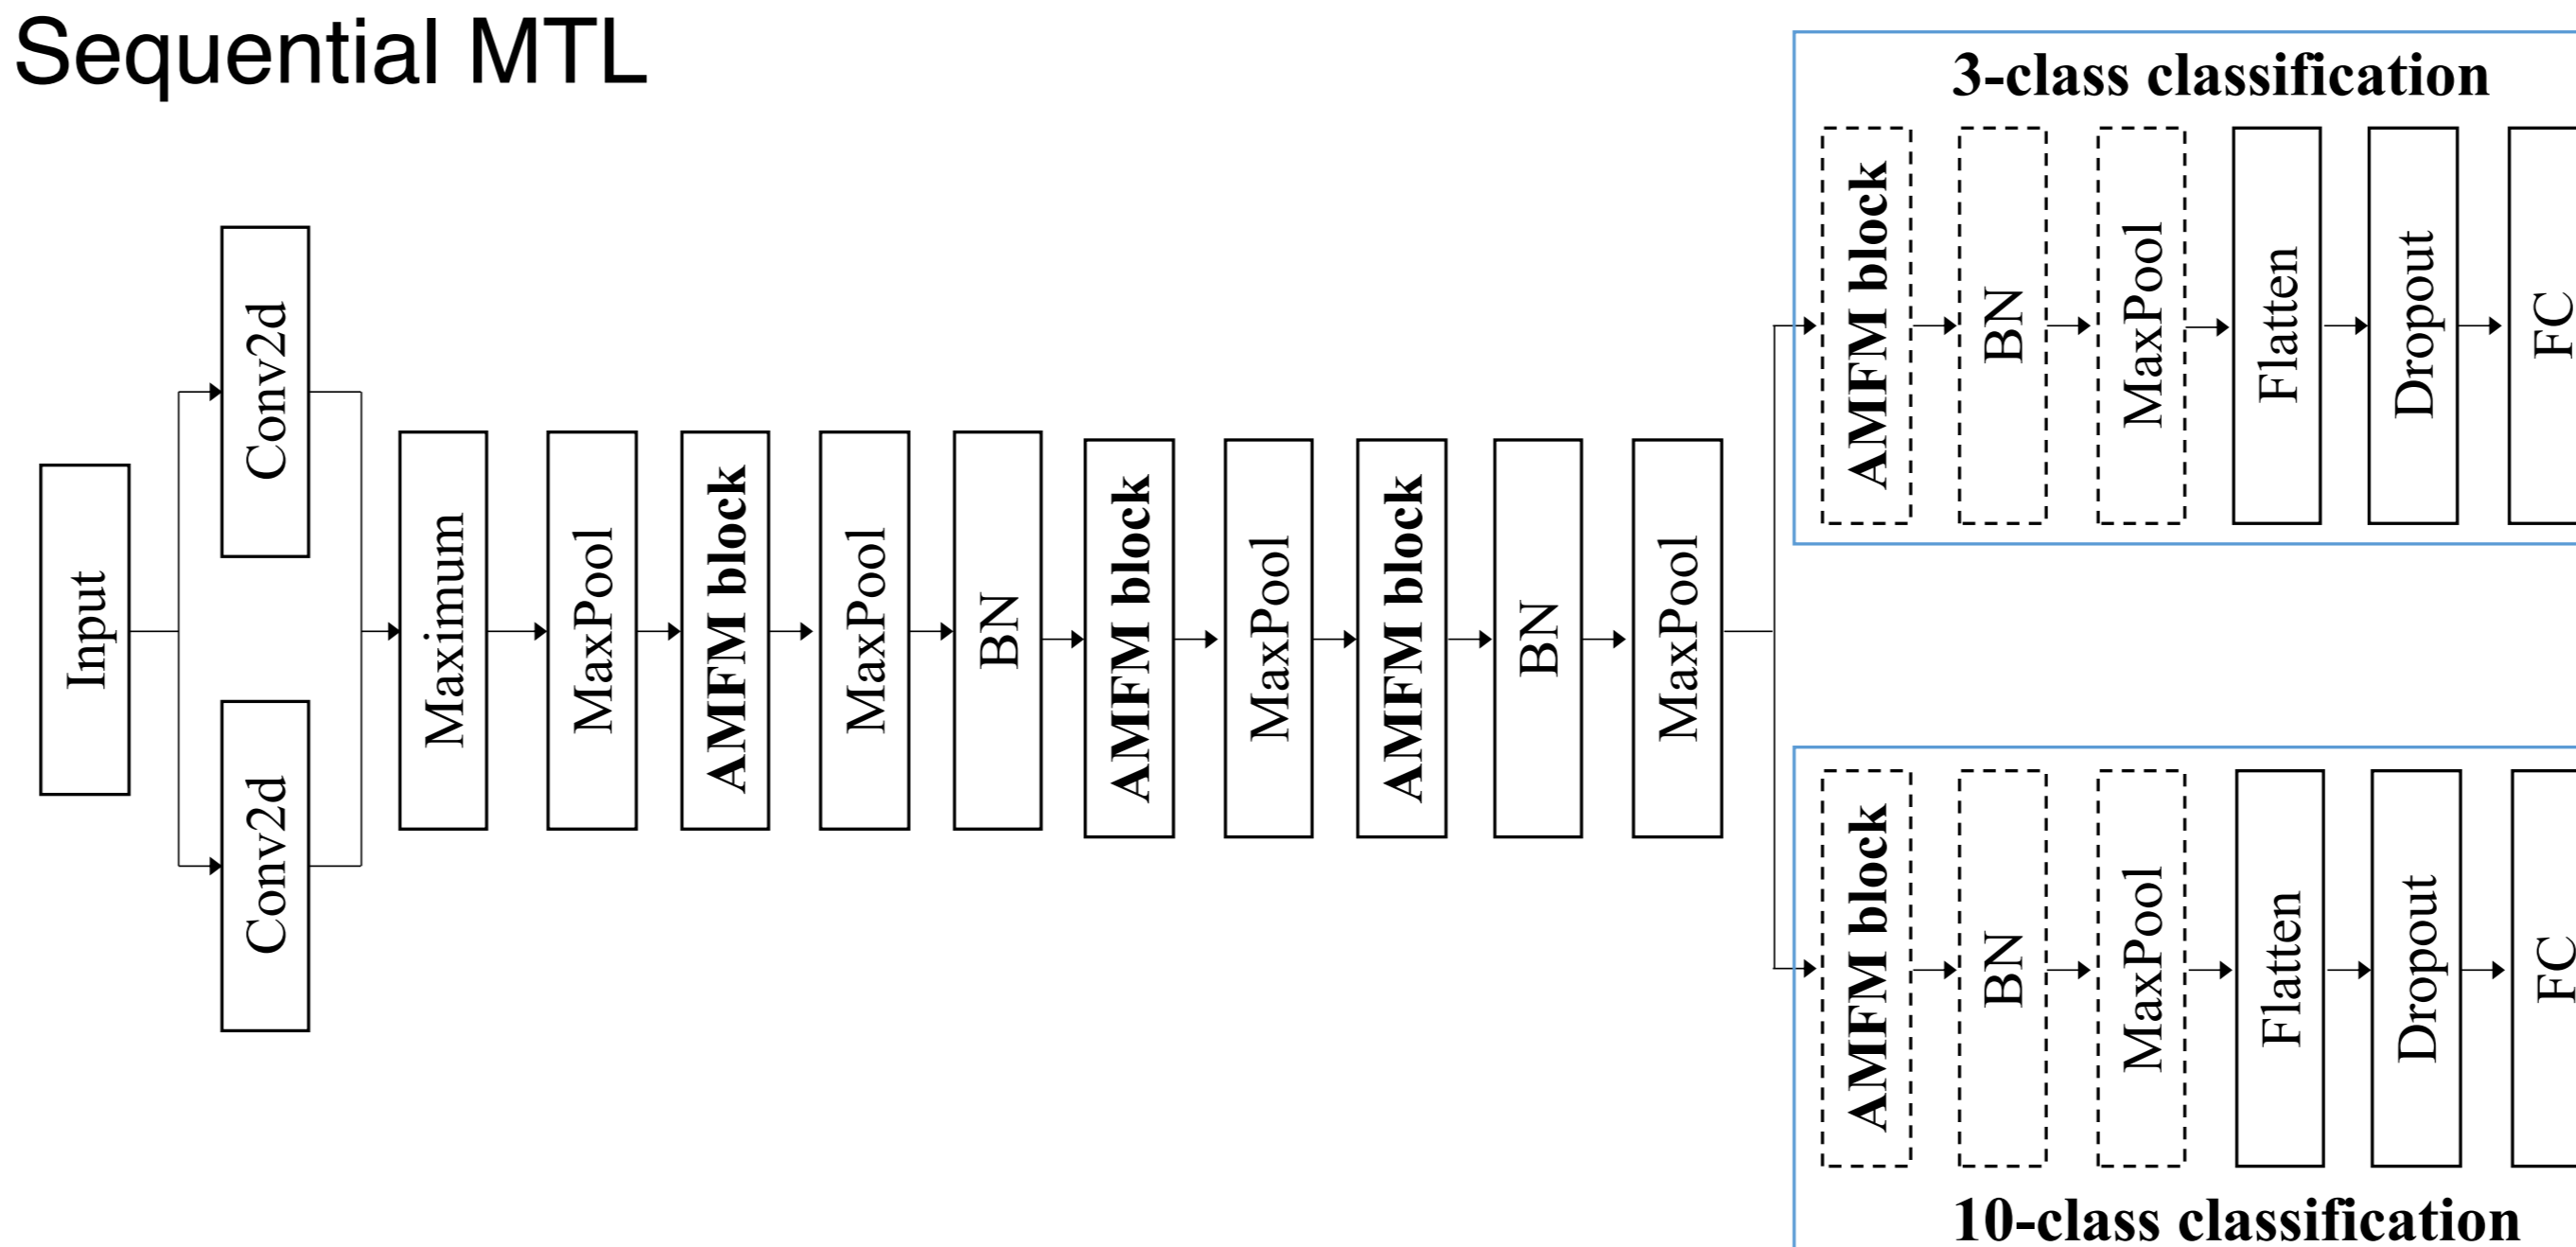 Sequential MTL
Input
Conv2d
Conv2d
Maximum
MaxPool
AMFM block
MaxPool
BN
AMFM block
MaxPool
AMFM block
BN
MaxPool
3-class classification
AMFM block
BN
MaxPool
Flatten
Dropout
FC
AMFM block
BN
MaxPool
Flatten
Dropout
FC
10-class classification